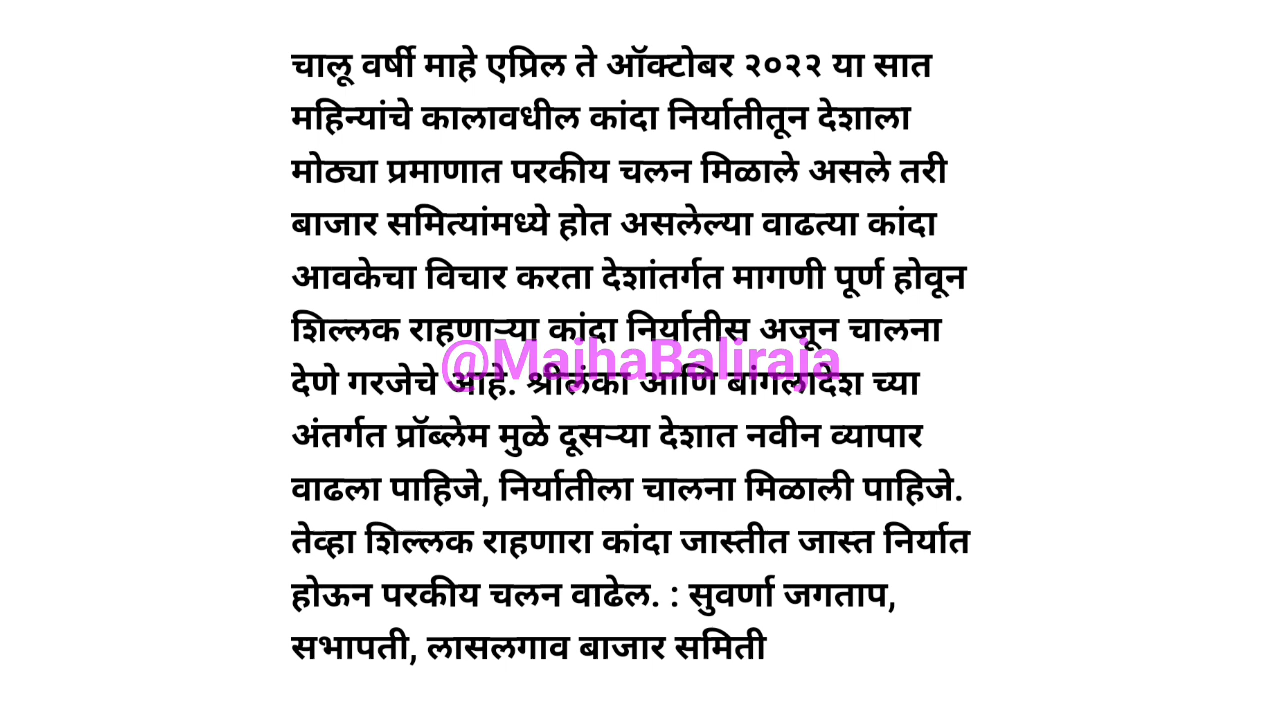 चालू वर्षी माहे एप्रिल ते ऑक्टोबर २०२२ या सात
महिन्यांचे कालावधील कांदा निर्यातीतून देशाला
मोठ्या प्रमाणात परकीय चलन मिळाले असले तरी
बाजार समित्यांमध्ये होत असलेल्या वाढत्या कांदा
आवकेचा विचार करता देशांतर्गत मागणी पूर्ण होवून
शिल्लक राहणाऱ्या कांदा निर्यातीस अजून चालना
@MajhaBaliraja
देणे गरजेचे आहे. श्रीलंका आणि बांगलादेश च्या
अंतर्गत प्रॉब्लेम मुळे दूसऱ्या देशात नवीन व्यापार
वाढला पाहिजे, निर्यातीला चालना मिळाली पाहिजे.
तेव्हा शिल्लक राहणारा कांदा जास्तीत जास्त निर्यात
होऊन परकीय चलन वाढेल. : सुवर्णा जगताप,
सभापती, लासलगाव बाजार समिती